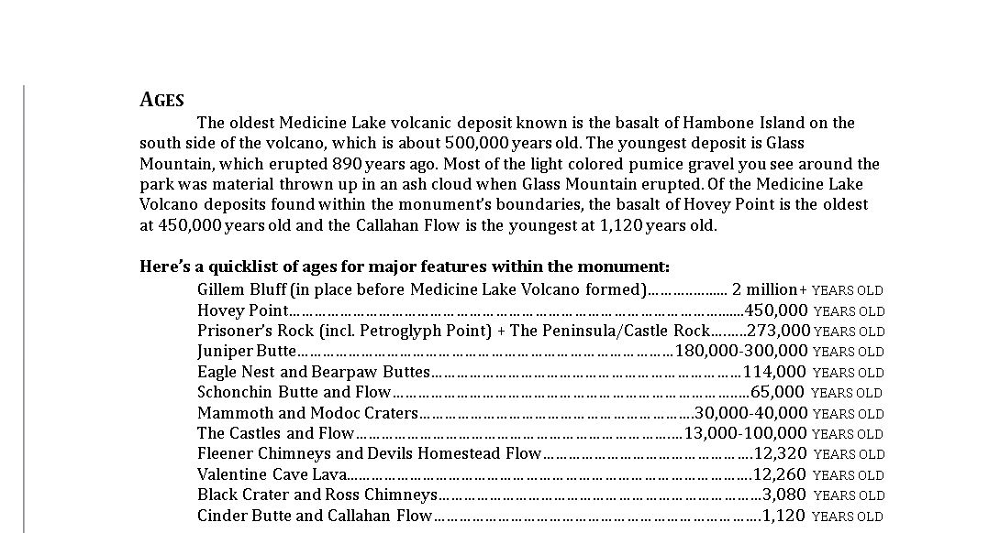 AGES
The oldest Medicine Lake volcanic deposit known is the basalt of Hambone Island on the
south side of the volcano, which is about 500,000 years old. The youngest deposit is Glass
Mountain, which erupted 890 years ago. Most of the light colored pumice gravel you see around the
park was material thrown up in an ash cloud when Glass Mountain erupted. Of the Medicine Lake
Volcano deposits found within the monument's boundaries, the basalt of Hovey Point is the oldest
at 450,000 years old and the Callahan Flow is the youngest at 1,120 years old.
Here's a quicklist of ages for major features within the monument:
Gillem Bluff (in place before Medicine Lake Volcano formed).................... 2 million+ YEARS OLD
Hovey Point....................450,000 YEARS OLD
Prisoner's Rock (incl. Petroglyph Point) + The Peninsula/Castle Rock.........273,000 YEARS OLD
Juniper Butte....................180,000-300,000 YEARS OLD
Eagle Nest and Bearpaw Buttes....................114,000 YEARS OLD
Schonchin Butte and Flow....................65,000 YEARS OLD
Mammoth and Modoc Craters....................30,000-40,000 YEARS OLD
The Castles and Flow....................13,000-100,000 YEARS OLD
Fleener Chimneys and Devils Homestead Flow....................12,320 YEARS OLD
Valentine Cave Lava....................12,260 YEARS OLD
Black Crater and Ross Chimneys....................3,080 YEARS OLD
Cinder Butte and Callahan Flow....................1,120 YEARS OLD